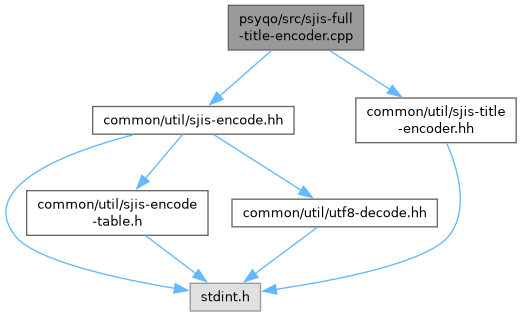 psyqo/src/sjis-full
-title-encoder.cpp
common/util/sjis-encode.hh
common/util/sjis-title
-encoder.hh
common/util/sjis-encode
-table.h
common/util/utf8-decode.hh
stdint.h